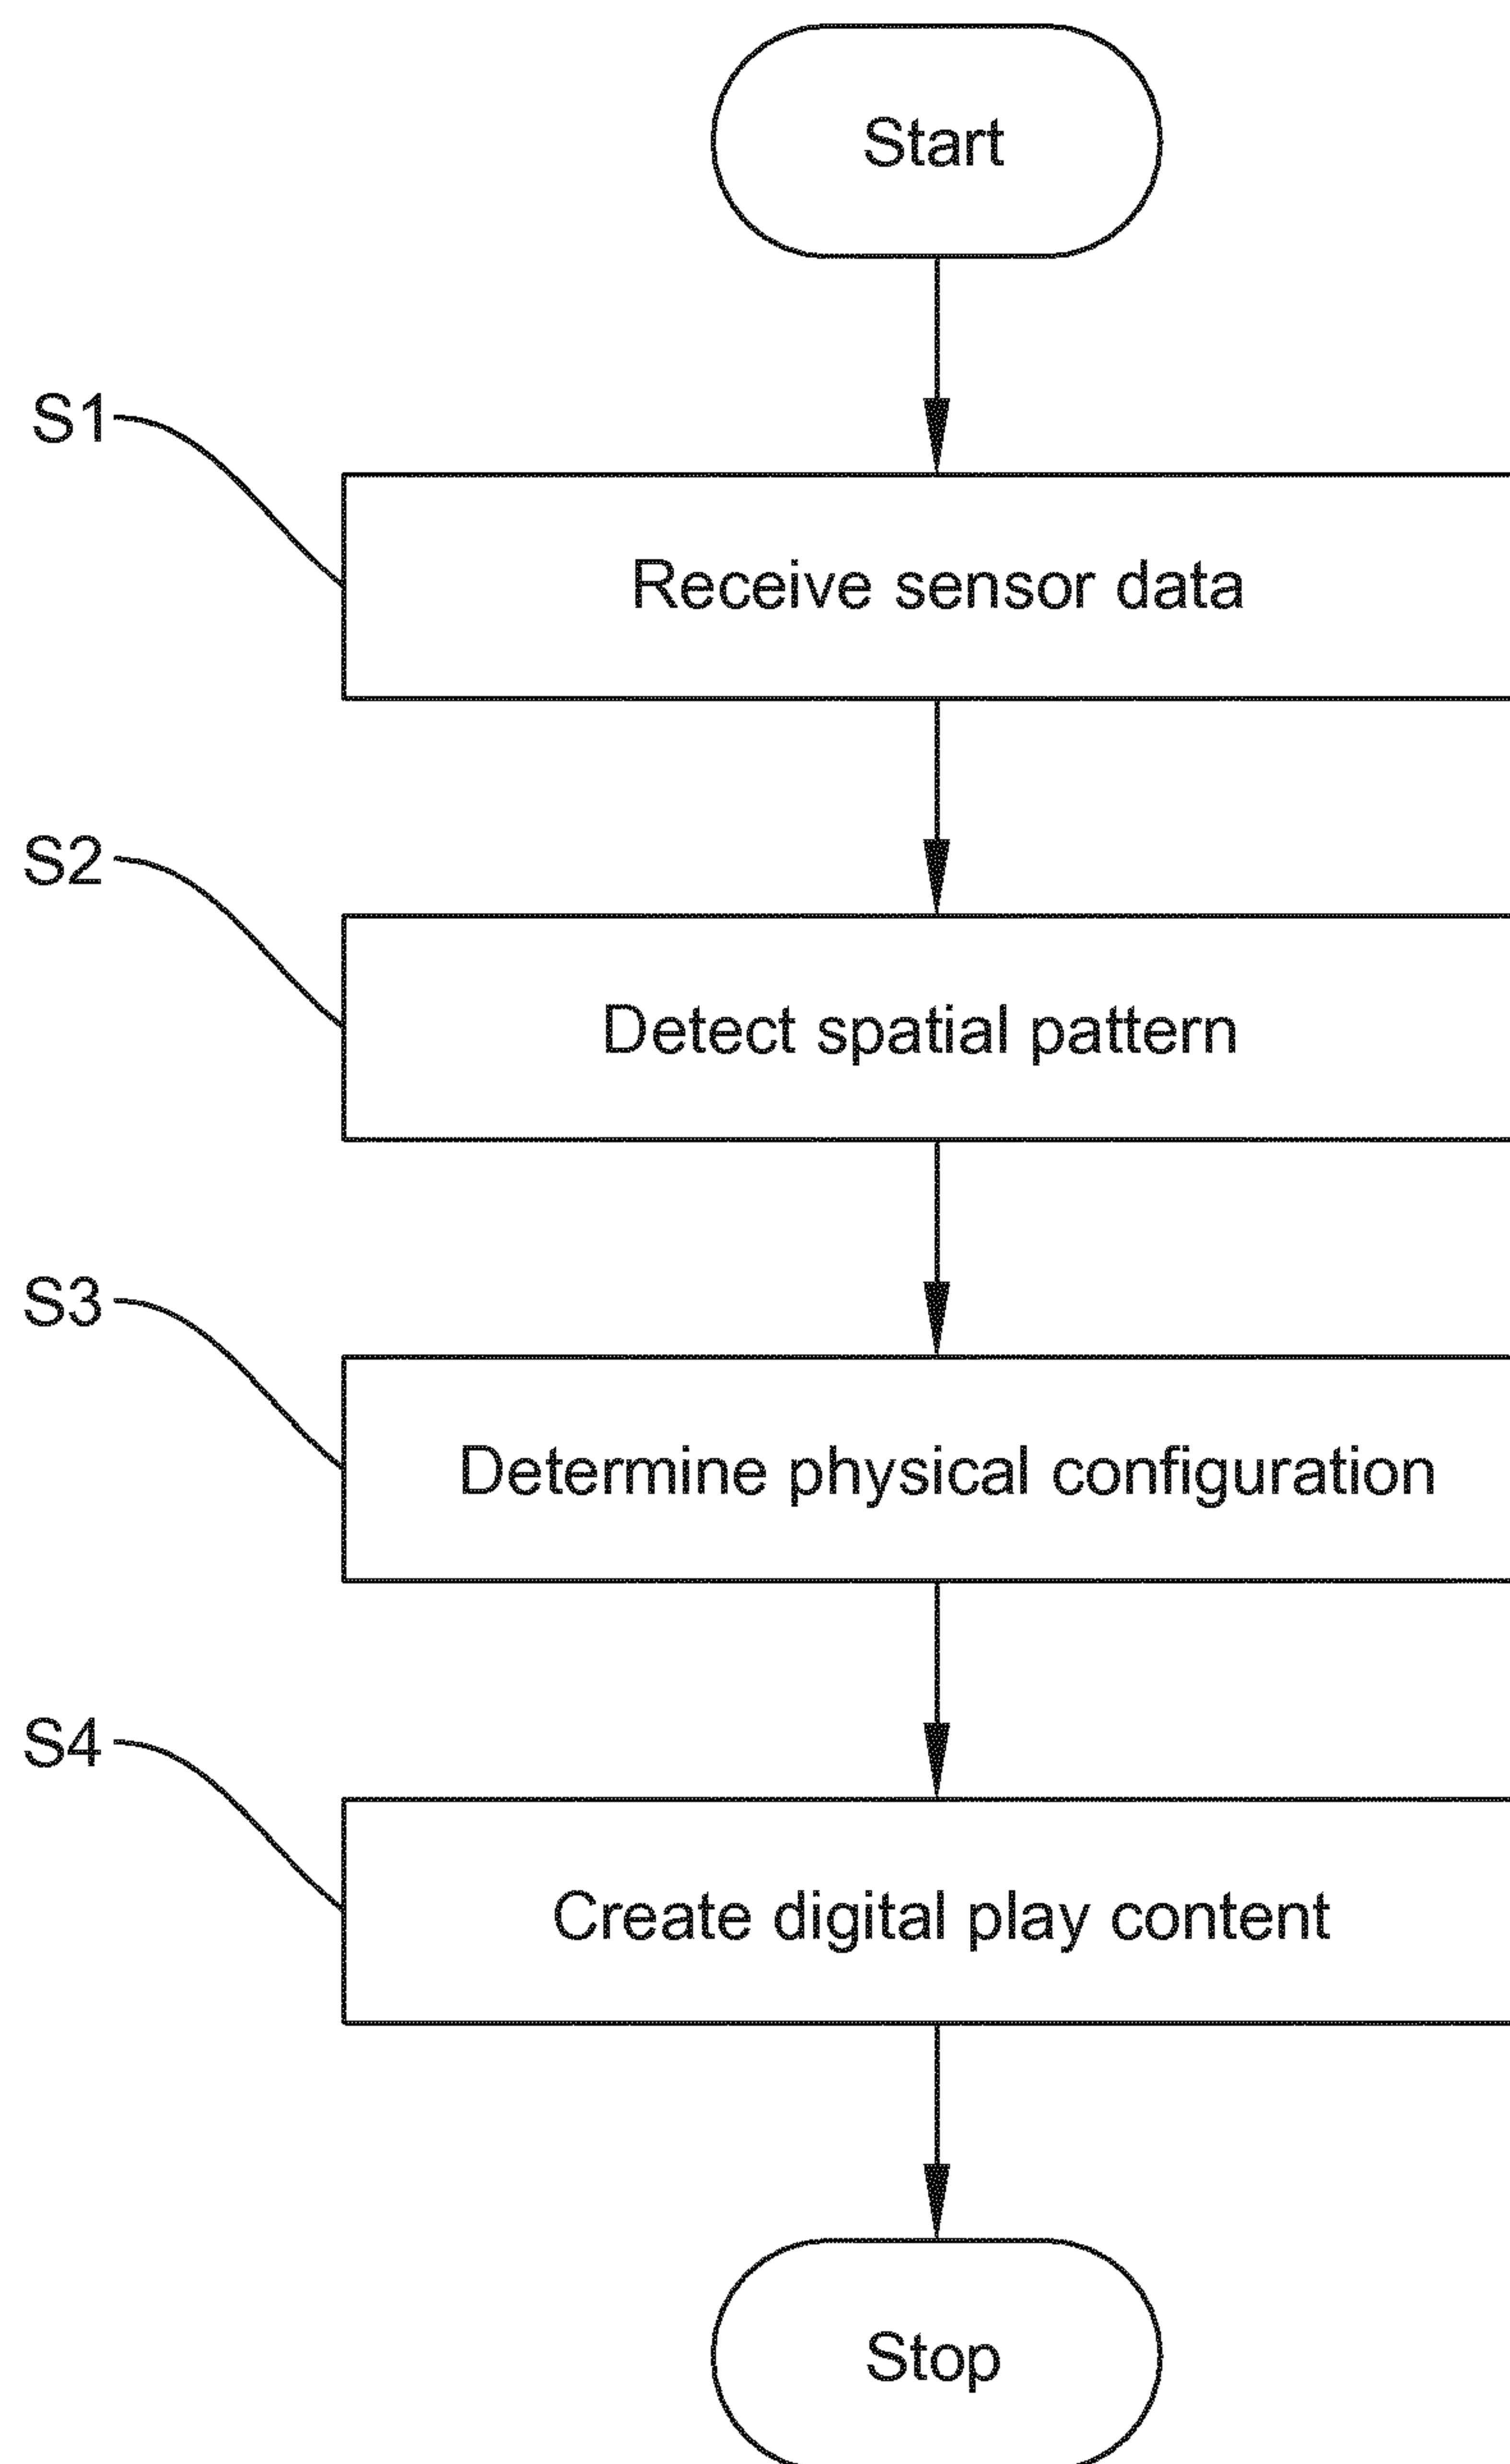 Start
S1
Receive sensor data
S2
Detect spatial pattern
S3
Determine physical configuration
S4
Create digital play content
Stop